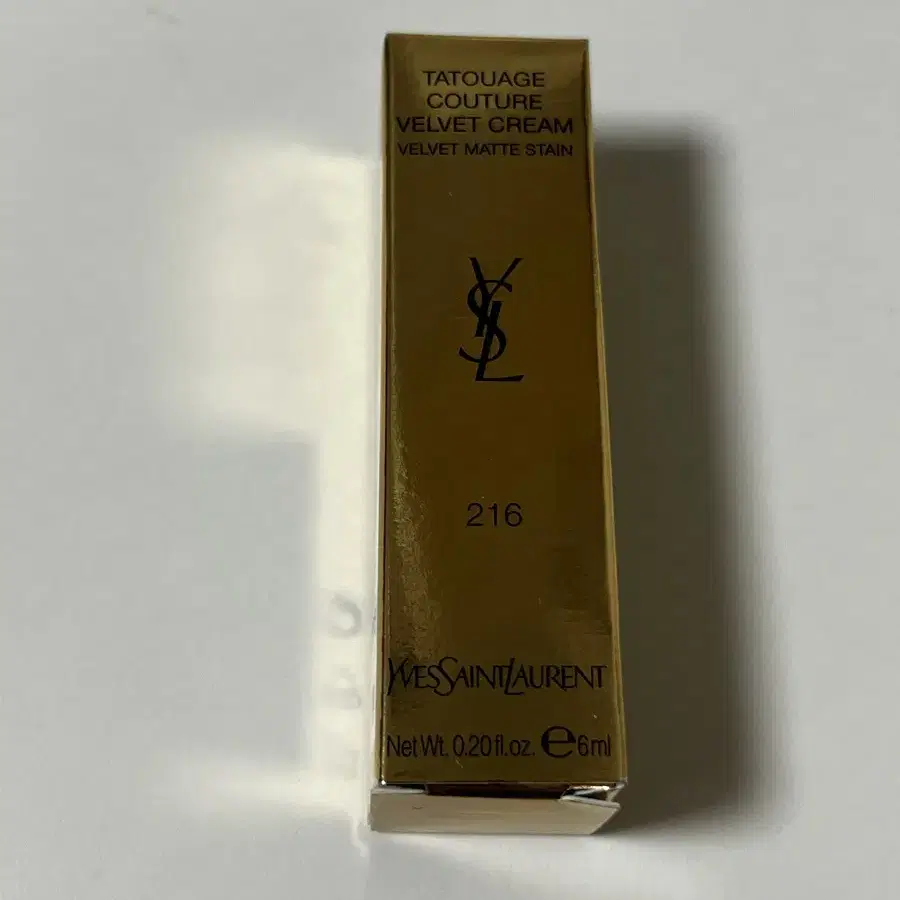 TATOUAGE
COUTURE
VELVET CREAM
VELVET MATTE STAIN
YSL
216
YVESSAINTLAURENT
Net Wt. 0.20 fl.oz. ℮6ml